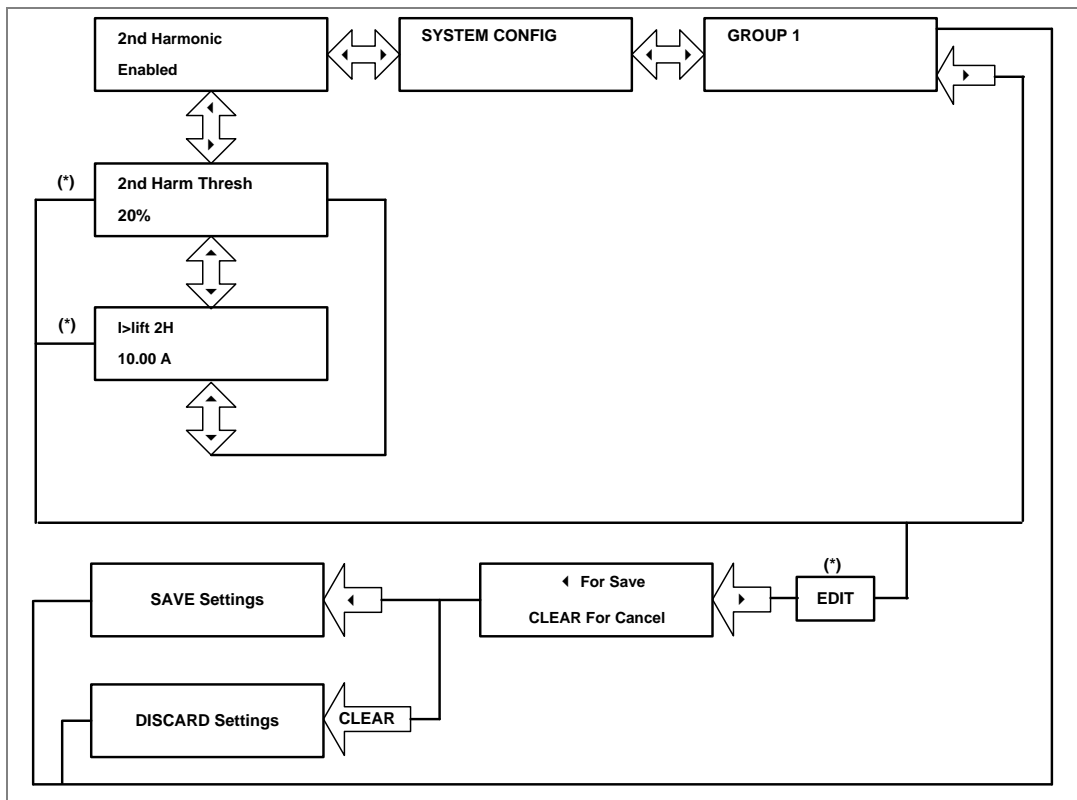 2nd Harmonic
Enabled
SYSTEM CONFIG
GROUP 1
(*)
2nd Harm Thresh
20%
(*)
I>lift 2H
10.00 A
(*)
SAVE Settings
For Save
CLEAR For Cancel
EDIT
DISCARD Settings
CLEAR